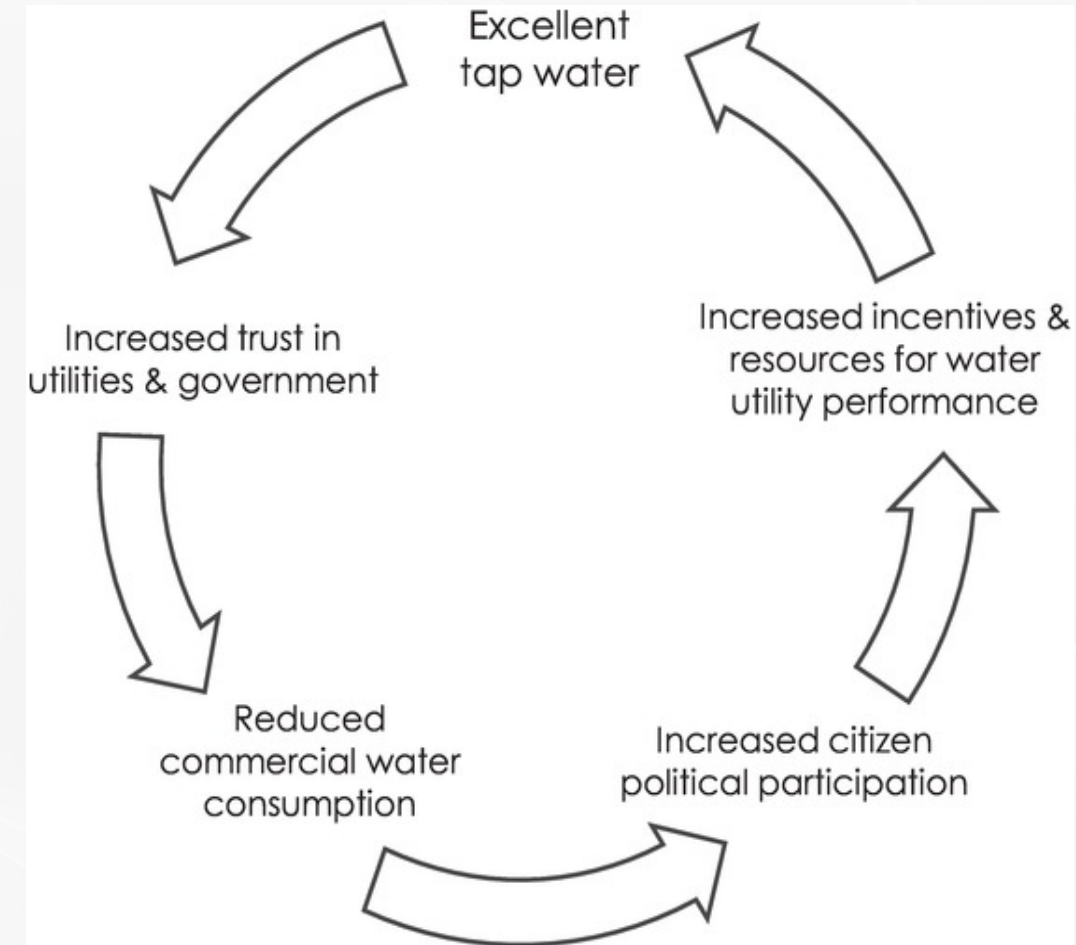 Excellent
tap water
Increased trust in
utilities & government
Reduced
commercial water
consumption
Increased citizen
political participation
Increased incentives &
resources for water
utility performance